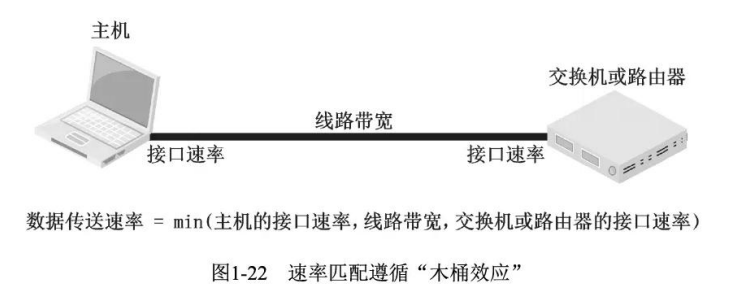 主机
交换机或路由器
线路带宽
接口速率
接口速率
数据传送速率 = min(主机的接口速率,线路带宽,交换机或路由器的接口速率)
图1-22 速率匹配遵循“木桶效应”